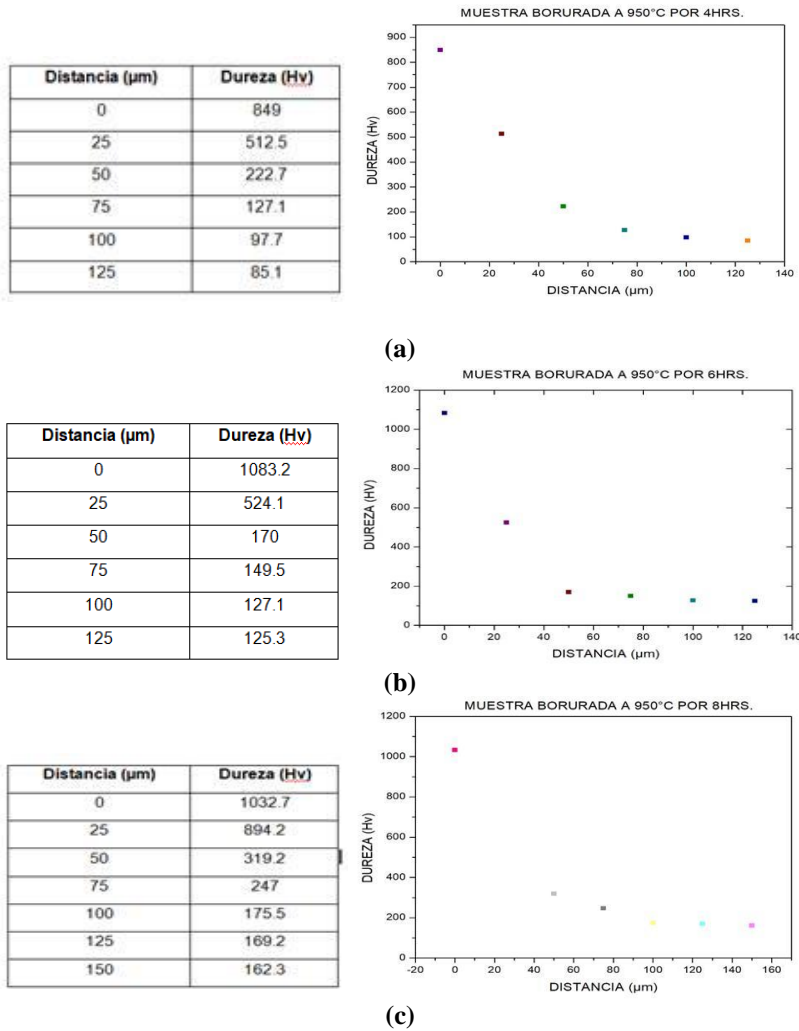 Distancia (µm) Dureza (Hv)
0 849
25 512.5
50 222.7
75 127.1
100 97.7
125 85.1
MUESTRA BORURADA A 950°C POR 4HRS.
DUREZA (Hv)
900
800
700
600
500
400
300
200
100
0
0 20 40 60 80 100 120 140
DISTANCIA (µm)
(a)
Distancia (µm) Dureza (Hv)
0 1083.2
25 524.1
50 170
75 149.5
100 127.1
125 125.3
MUESTRA BORURADA A 950°C POR 6HRS.
DUREZA (HV)
1200
1000
800
600
400
200
0
0 20 40 60 80 100 120 140
DISTANCIA (µm)
(b)
Distancia (µm) Dureza (Hv)
0 1032.7
25 894.2
50 319.2
75 247
100 175.5
125 169.2
150 162.3
MUESTRA BORURADA A 950°C POR 8HRS.
DUREZA (Hv)
1200
1000
800
600
400
200
0
-20 0 20 40 60 80 100 120 140 160
DISTANCIA (µm)
(c)